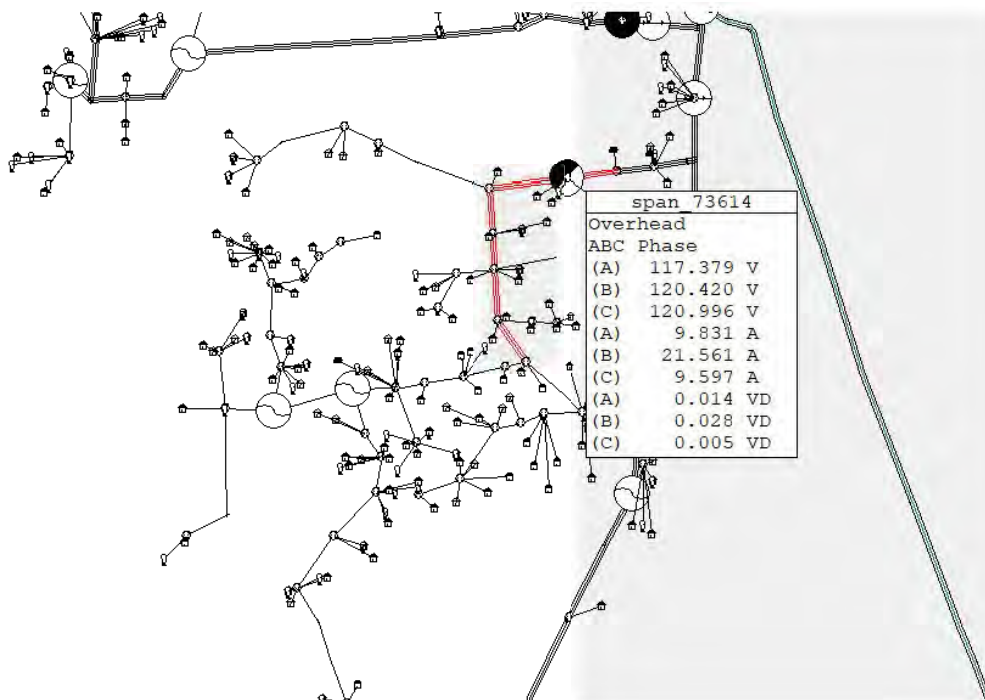 span_73614
Overhead
ABC Phase
(A) 117.379 V
(B) 120.420 V
(C) 120.996 V
(A) 9.831 A
(B) 21.561 A
(C) 9.597 A
(A) 0.014 VD
(B) 0.028 VD
(C) 0.005 VD